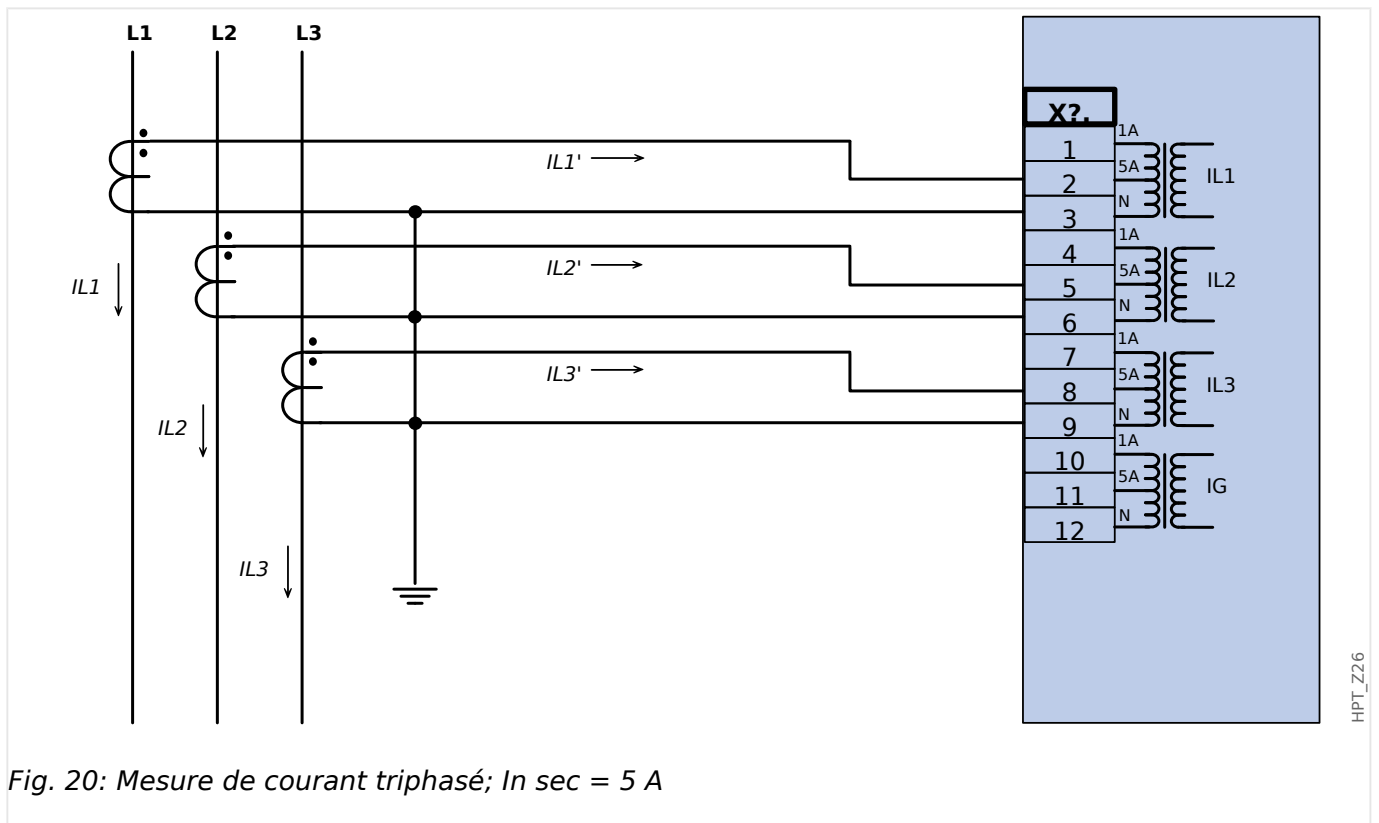 L1 L2 L3
X?.
1A
1
IL1'
5A
IL1
2
N
3
1A
4
IL2'
5A
IL2
IL1
5
N
6
1A
7
IL3'
5A
IL3
8
N
IL2
9
1A
10
5A
IG
11
N
12
IL3
HPT_Z26
Fig. 20: Mesure de courant triphasé; In sec = 5 A